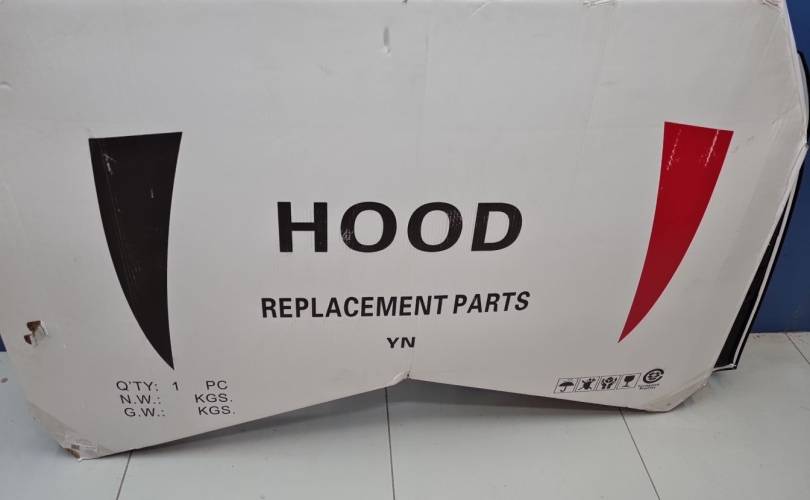 HOOD
REPLACEMENT PARTS
YN
Q'TY: 1 PC
N.W.: KGS.
G.W.: KGS.